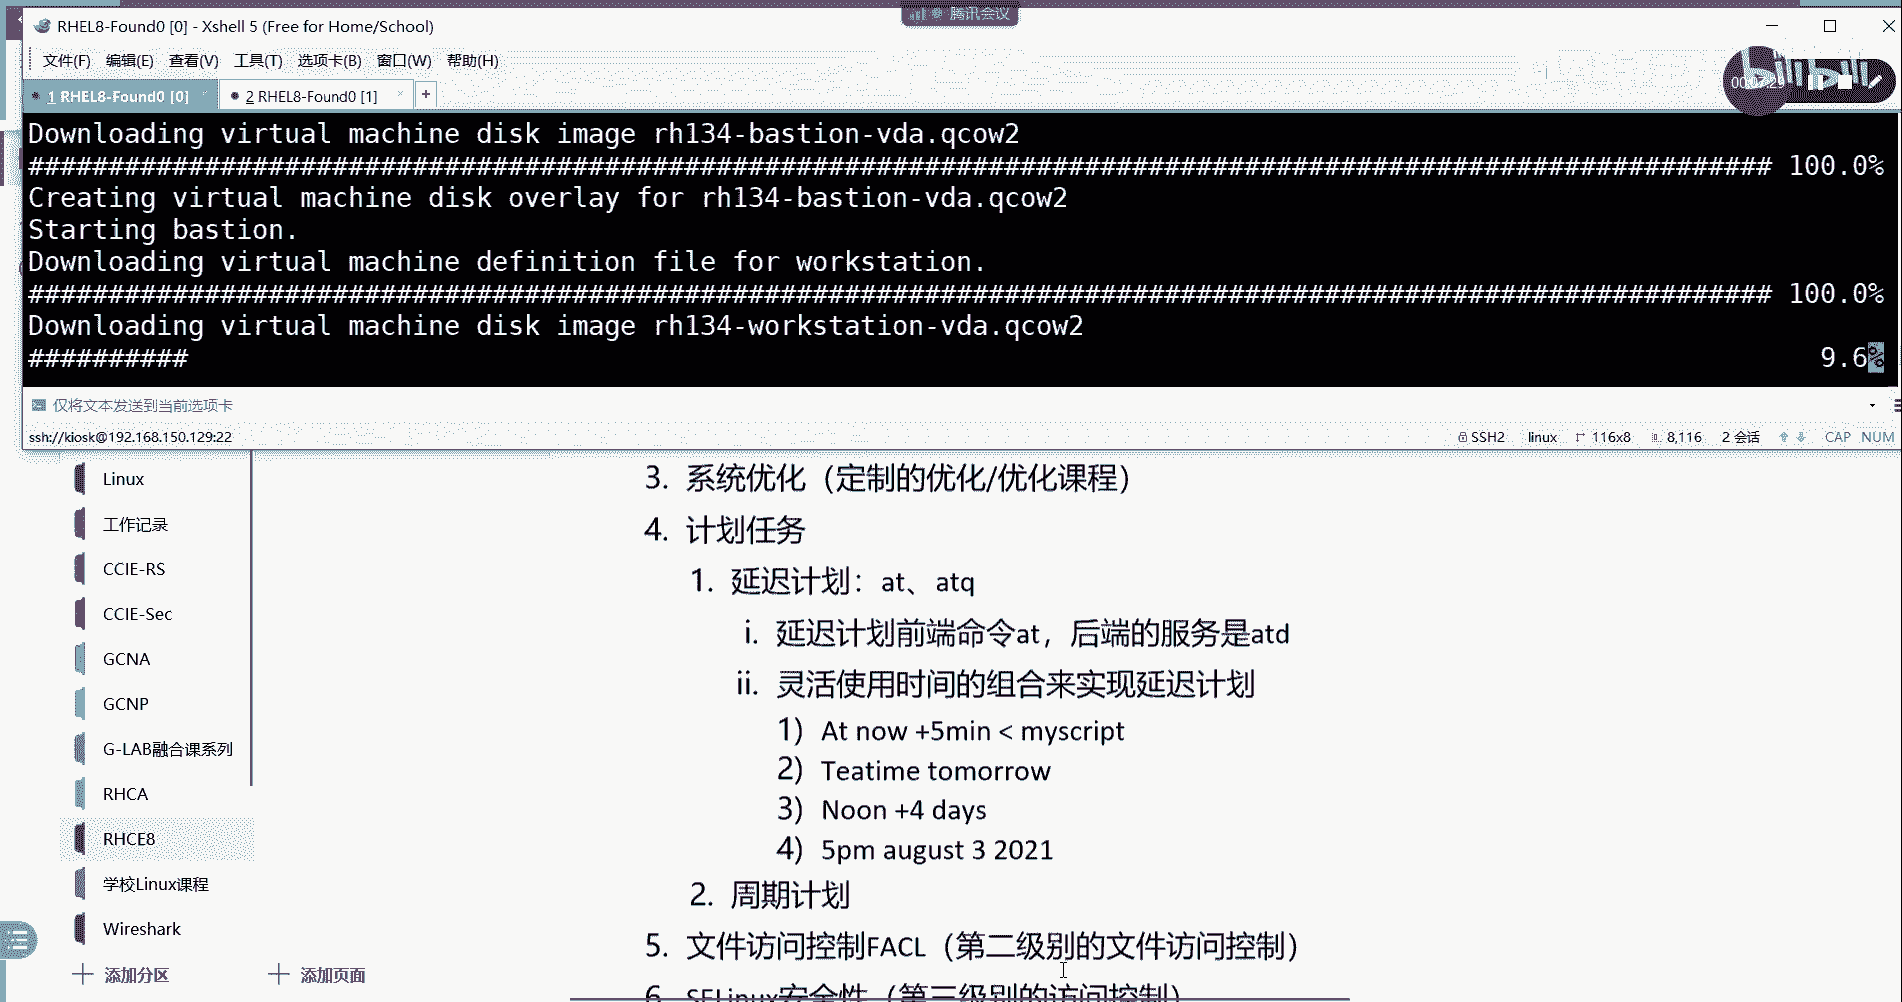 腾讯会议
RHEL8-Found0 [0] - Xshell 5 (Free for Home/School)
文件(F) 编辑(E) 查看(V) 工具(T) 选项卡(B) 窗口(W) 帮助(H)
bilibili
00:07:29
1 RHEL8-Found0 [0] 2 RHEL8-Found0 [1] +
Downloading virtual machine disk image rh134-bastion-vda.qcow2
############################################################################################################# 100.0%
Creating virtual machine disk overlay for rh134-bastion-vda.qcow2
Starting bastion.
Downloading virtual machine definition file for workstation.
############################################################################################################# 100.0%
Downloading virtual machine disk image rh134-workstation-vda.qcow2
########## 9.6%
仅将文本发送到当前选项卡
ssh://kiosk@192.168.150.129:22 SSH2 linux 116x8 8,116 2 会话 CAP NUM
Linux
工作记录
CCIE-RS
CCIE-Sec
GCNA
GCNP
G-LAB融合课系列
RHCA
RHCE8
学校Linux课程
Wireshark
添加分区 添加页面
3. 系统优化（定制的优化/优化课程）
4. 计划任务
1. 延迟计划：at、atq
i. 延迟计划前端命令at，后端的服务是atd
ii. 灵活使用时间的组合来实现延迟计划
1) At now +5min < myscript
2) Teatime tomorrow
3) Noon +4 days
4) 5pm august 3 2021
2. 周期计划
5. 文件访问控制FACL（第二级别的文件访问控制）
6. SELinux安全性（第三级别的访问控制）